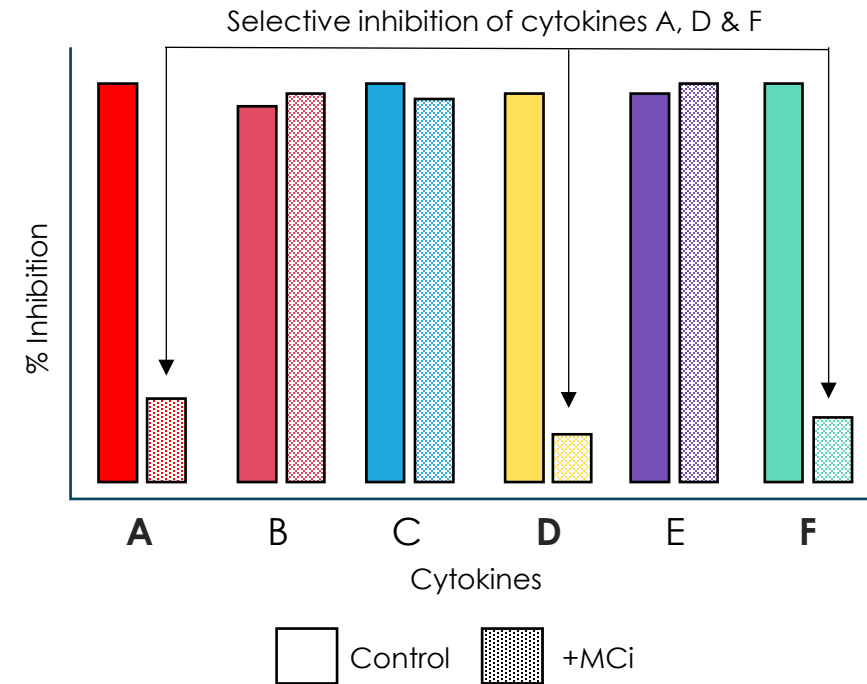 Selective inhibition of cytokines A, D & F
% Inhibition
A B C D E F
Cytokines
Control +MCi